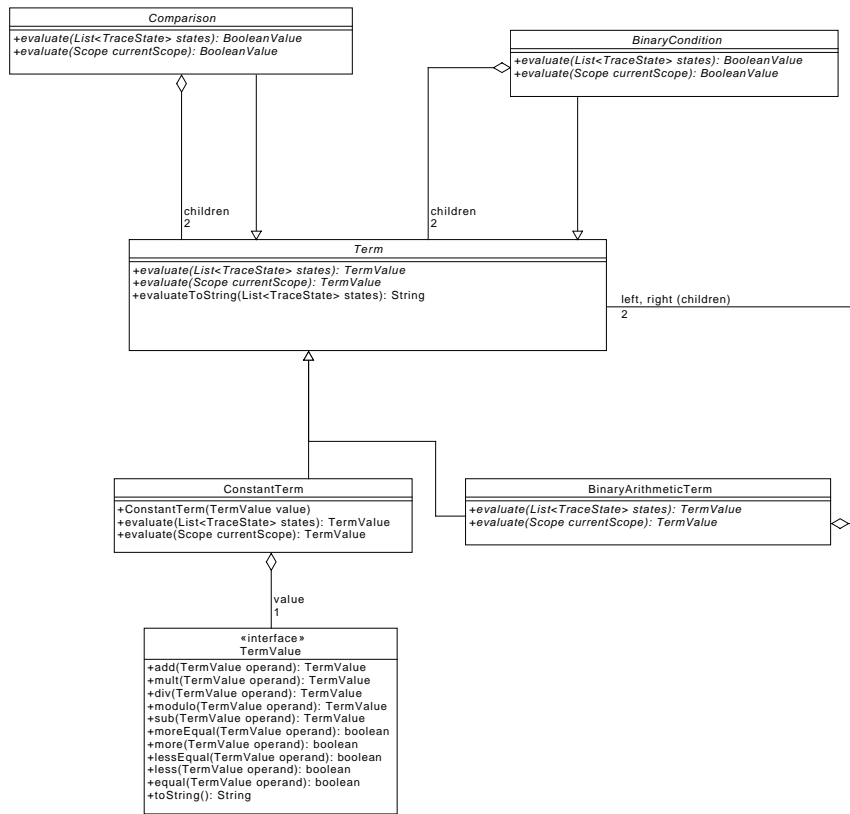 Comparison
+evaluate(List<TraceState> states): BooleanValue
+evaluate(Scope currentScope): BooleanValue
BinaryCondition
+evaluate(List<TraceState> states): BooleanValue
+evaluate(Scope currentScope): BooleanValue
children
2
children
2
Term
+evaluate(List<TraceState> states): TermValue
+evaluate(Scope currentScope): TermValue
+evaluateToString(List<TraceState> states): String
left, right (children)
2
ConstantTerm
+ConstantTerm(TermValue value)
+evaluate(List<TraceState> states): TermValue
+evaluate(Scope currentScope): TermValue
BinaryArithmeticTerm
+evaluate(List<TraceState> states): TermValue
+evaluate(Scope currentScope): TermValue
value
1
«interface»
TermValue
+add(TermValue operand): TermValue
+mult(TermValue operand): TermValue
+div(TermValue operand): TermValue
+modulo(TermValue operand): TermValue
+sub(TermValue operand): TermValue
+moreEqual(TermValue operand): boolean
+more(TermValue operand): boolean
+lessEqual(TermValue operand): boolean
+less(TermValue operand): boolean
+equal(TermValue operand): boolean
+toString(): String